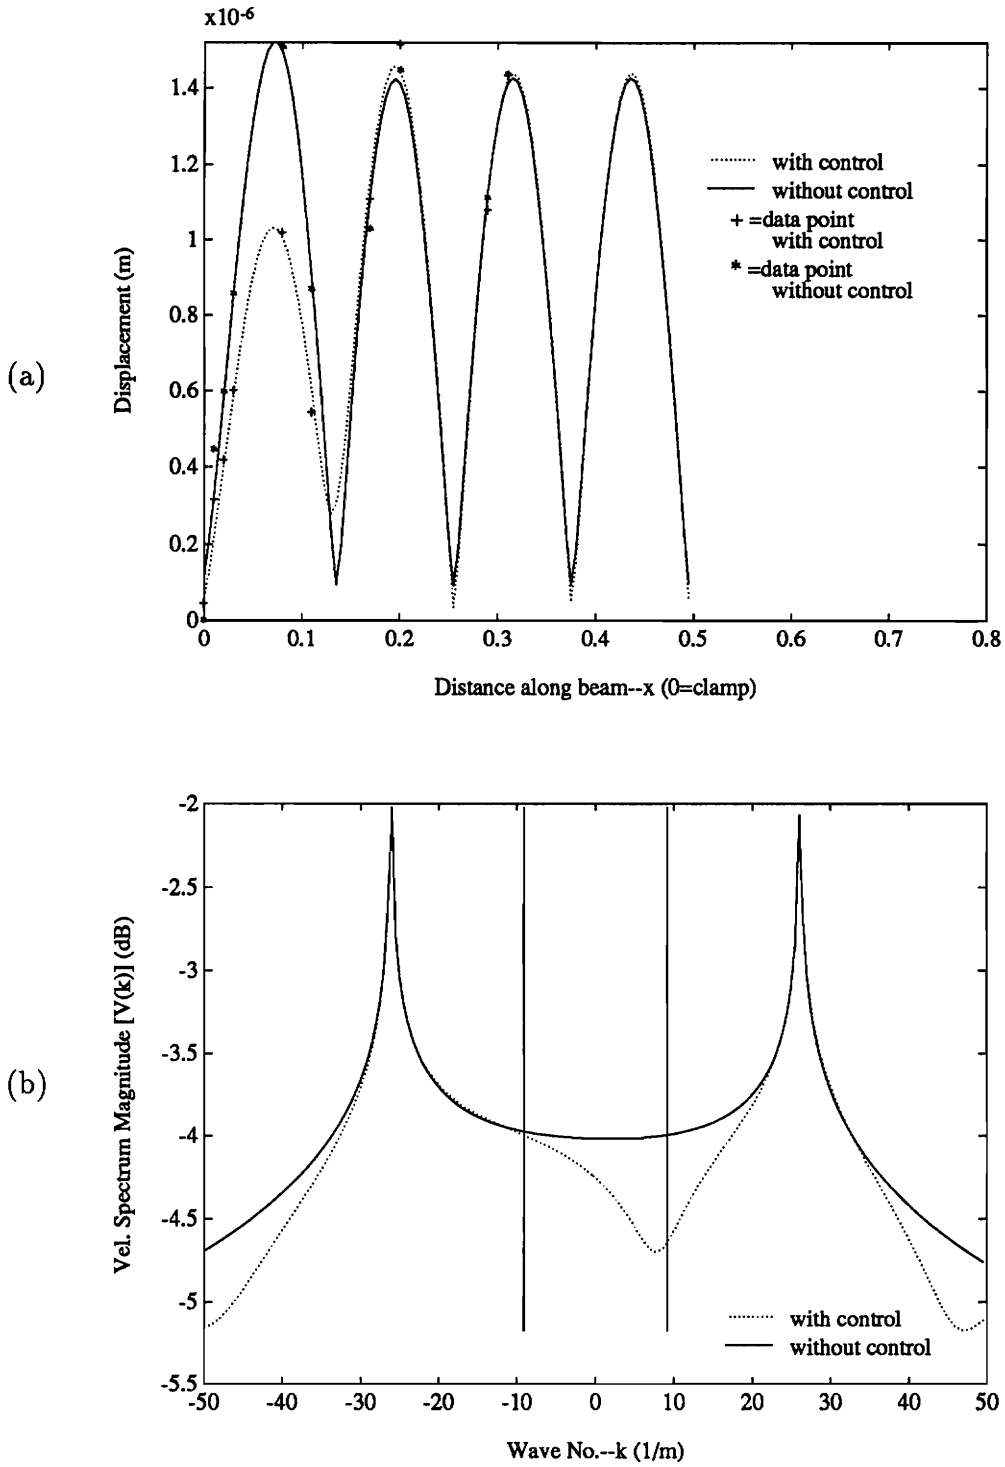 x10-6
1.4
1.2
1
0.8
0.6
0.4
0.2
0
Displacement (m)
(a)
with control
without control
+ =data point
with control
* =data point
without control
0 0.1 0.2 0.3 0.4 0.5 0.6 0.7 0.8
Distance along beam--x (0=clamp)
-2
-2.5
-3
-3.5
-4
-4.5
-5
-5.5
Vel. Spectrum Magnitude [V(k)] (dB)
(b)
with control
without control
-50 -40 -30 -20 -10 0 10 20 30 40 50
Wave No.--k (1/m)